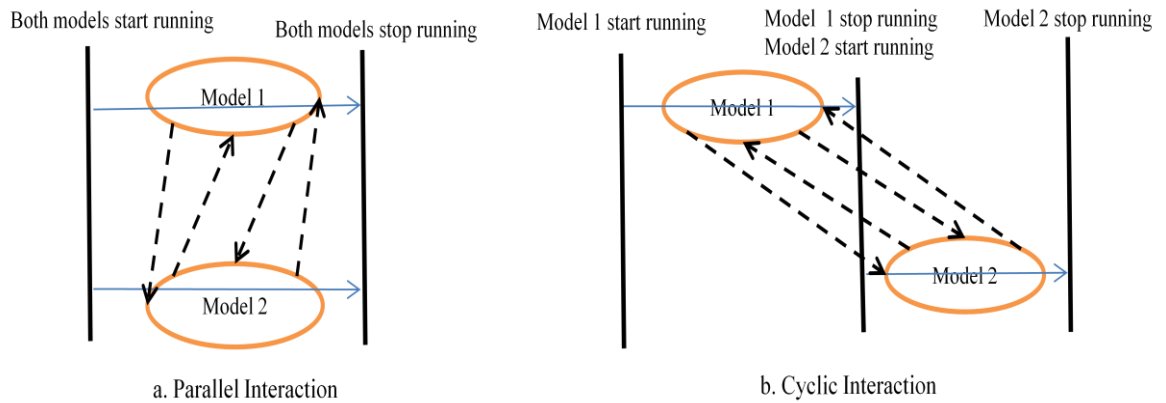 Both models start running
Both models stop running
Model 1
Model 2
a. Parallel Interaction
Model 1 start running
Model 1 stop running
Model 2 start running
Model 2 stop running
Model 1
Model 2
b. Cyclic Interaction